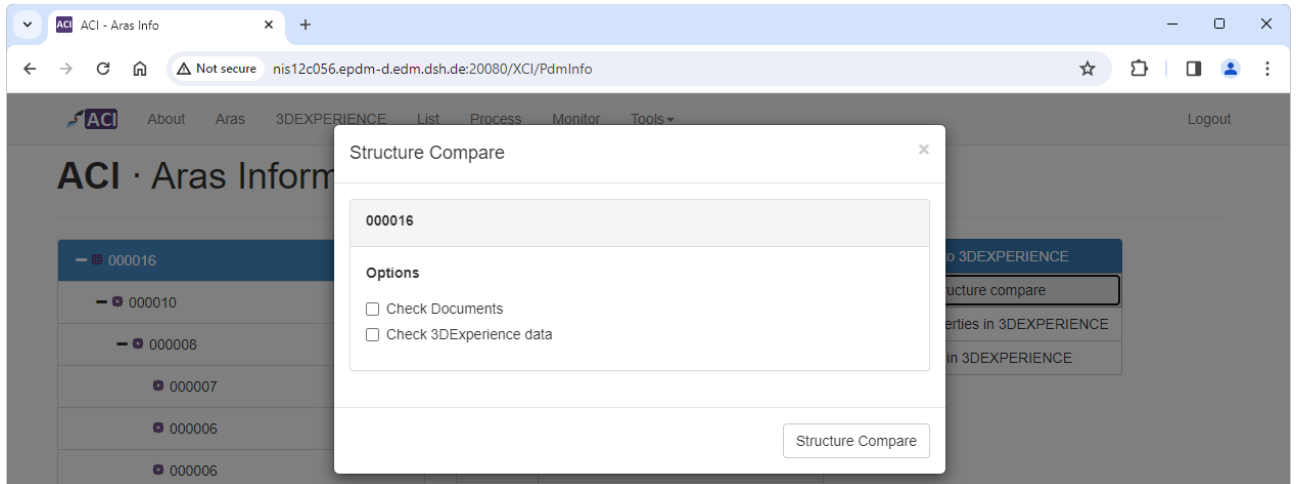 ACI ACI - Aras Info
Not secure nis12c056.epdm-d.edm.dsh.de:20080/XCI/PdmInfo
ACI About Aras 3DEXPERIENCE List Process Monitor Tools Logout
ACI · Aras Inform
000016
000010
000008
000007
000006
000006
Structure Compare
000016
Options
Check Documents
Check 3DExperience data
Structure Compare
to 3DEXPERIENCE
ructure compare
erties in 3DEXPERIENCE
in 3DEXPERIENCE